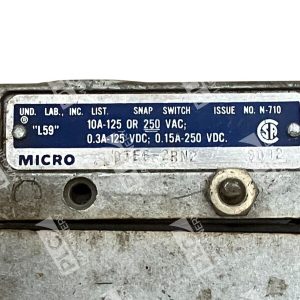 UND. LAB., INC. LIST. SNAP SWITCH ISSUE NO. N-710
® "L59" 10A-125 OR 250 VAC;
0.3A-125 VDC; 0.15A-250 VDC.
MICRO